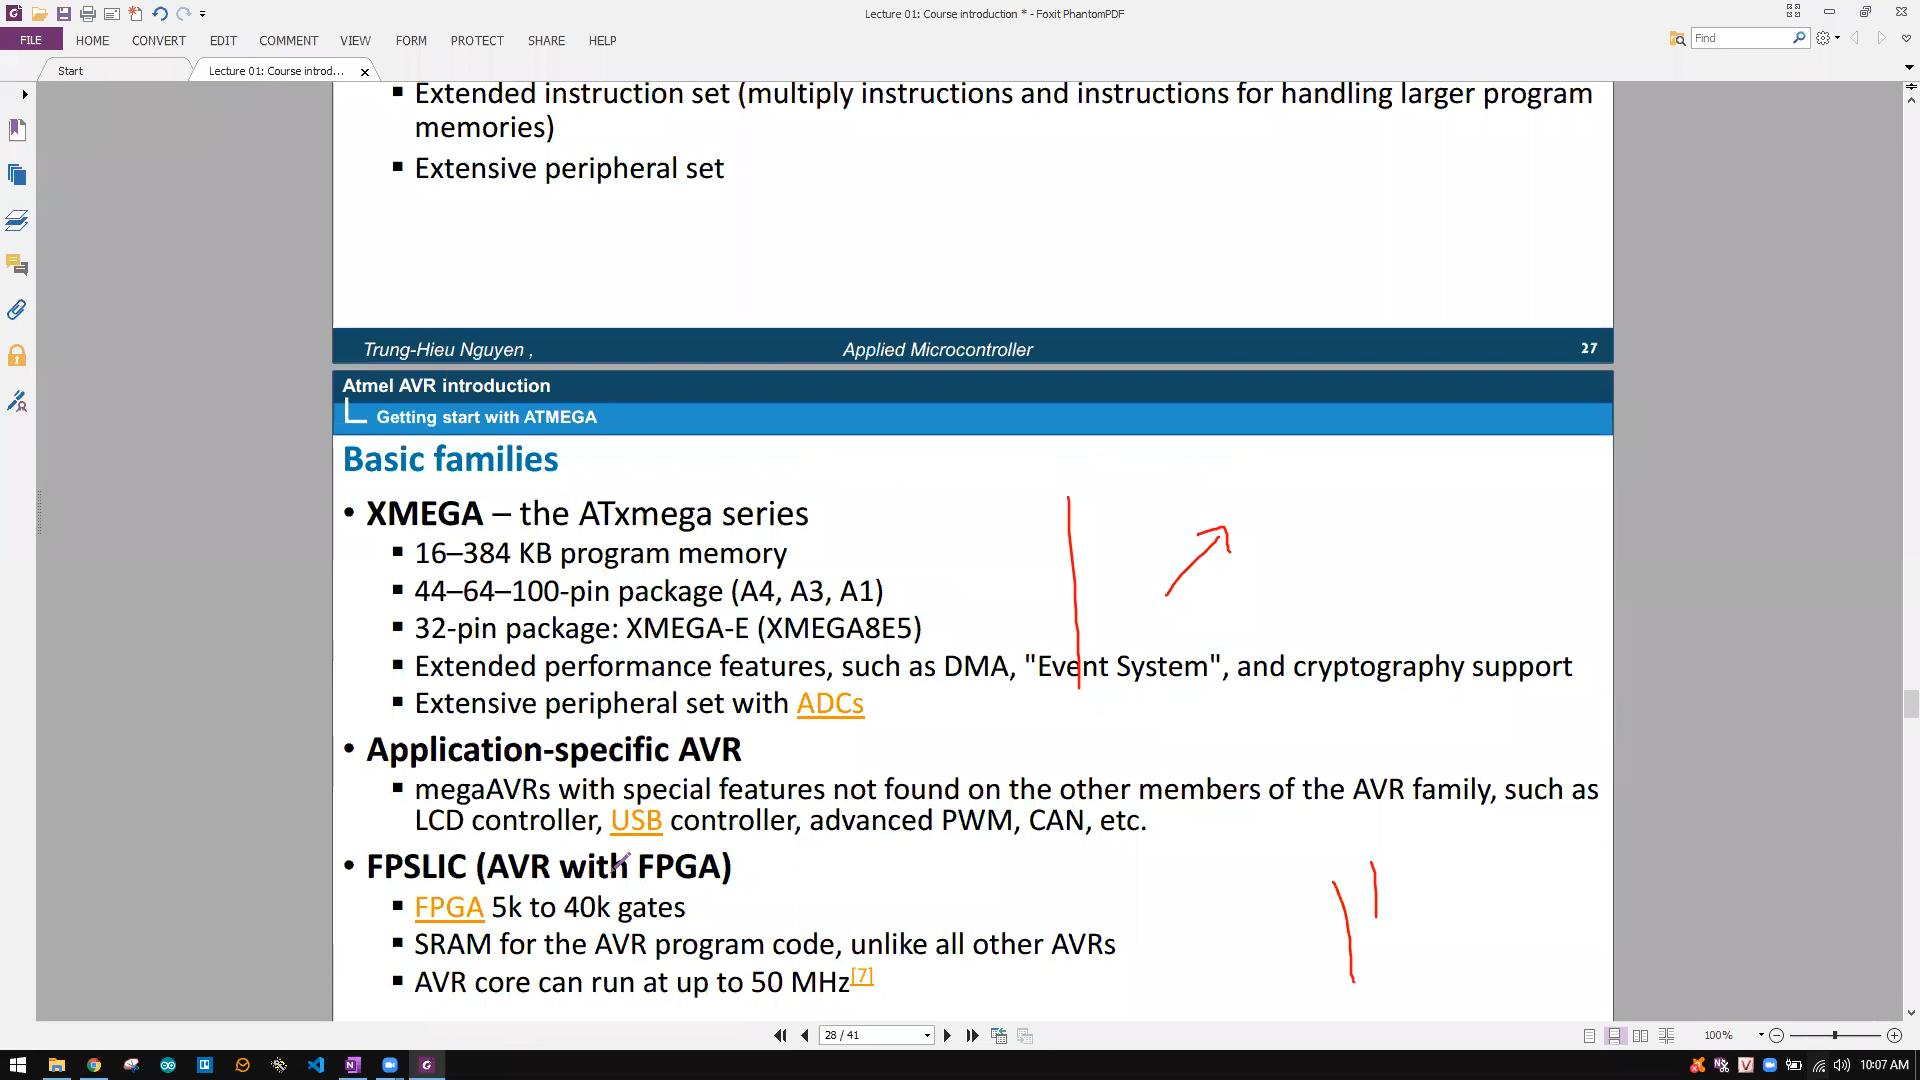 Lecture 01: Course introduction * - Foxit PhantomPDF
FILE HOME CONVERT EDIT COMMENT VIEW FORM PROTECT SHARE HELP
Find
Start
Lecture 01: Course introd...
▪ Extended instruction set (multiply instructions and instructions for handling larger program
memories)
▪ Extensive peripheral set
Trung-Hieu Nguyen , Applied Microcontroller 27
Atmel AVR introduction
Getting start with ATMEGA
Basic families
• XMEGA – the ATxmega series
▪ 16–384 KB program memory
▪ 44–64–100-pin package (A4, A3, A1)
▪ 32-pin package: XMEGA-E (XMEGA8E5)
▪ Extended performance features, such as DMA, "Event System", and cryptography support
▪ Extensive peripheral set with ADCs
• Application-specific AVR
▪ megaAVRs with special features not found on the other members of the AVR family, such as
LCD controller, USB controller, advanced PWM, CAN, etc.
• FPSLIC (AVR with FPGA)
▪ FPGA 5k to 40k gates
▪ SRAM for the AVR program code, unlike all other AVRs
▪ AVR core can run at up to 50 MHz[7]
28 / 41
100%
10:07 AM